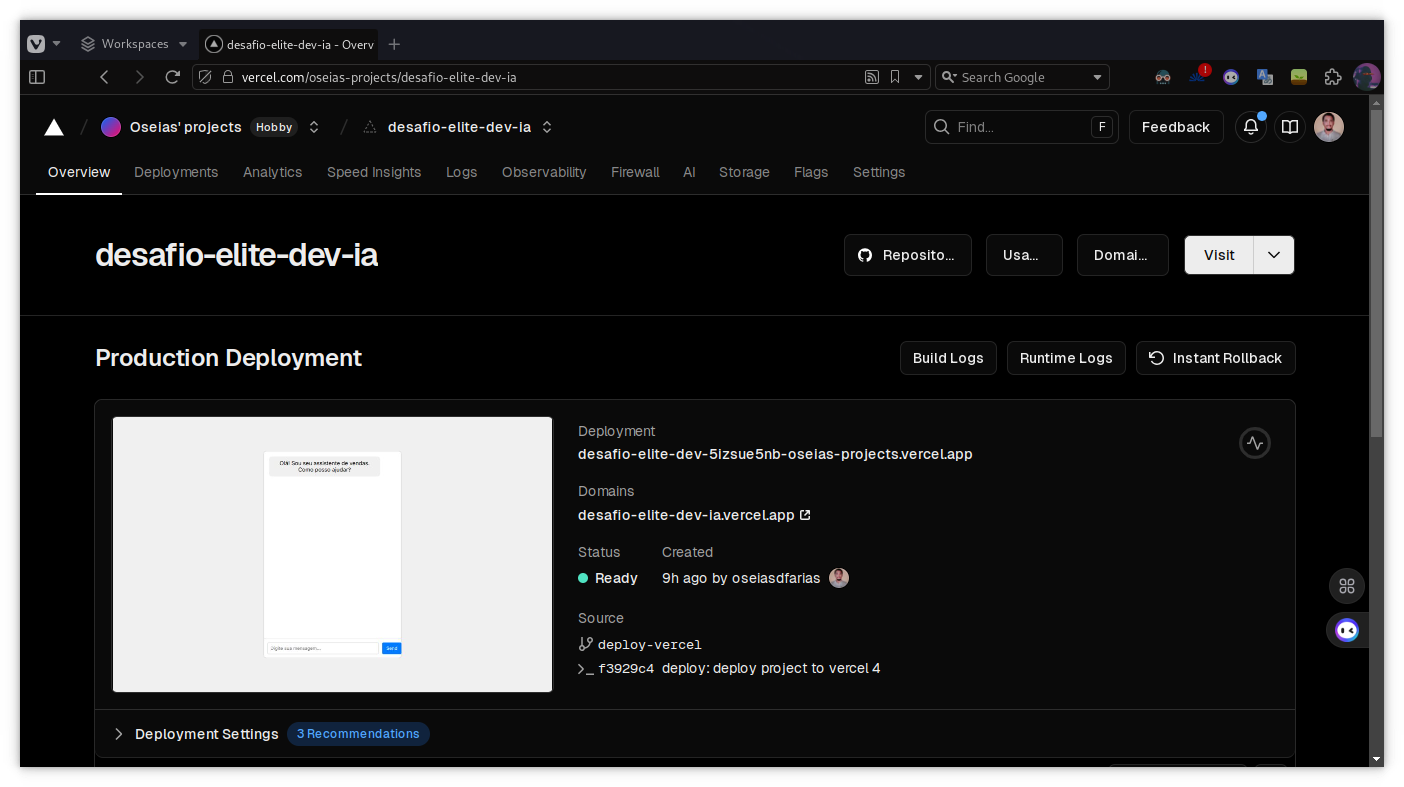 Workspaces
desafio-elite-dev-ia - Overv
vercel.com/oseias-projects/desafio-elite-dev-ia
Search Google
Oseias' projects Hobby
desafio-elite-dev-ia
Find...
F
Feedback
Overview
Deployments
Analytics
Speed Insights
Logs
Observability
Firewall
AI
Storage
Flags
Settings
desafio-elite-dev-ia
Reposito...
Usa...
Domai...
Visit
Production Deployment
Build Logs
Runtime Logs
Instant Rollback
Olá! Sou seu assistente de vendas.
Como posso ajudar?
Digite sua mensagem...
Send
Deployment
desafio-elite-dev-5izsue5nb-oseias-projects.vercel.app
Domains
desafio-elite-dev-ia.vercel.app
Status
Created
Ready
9h ago by oseiasdfarias
Source
deploy-vercel
f3929c4 deploy: deploy project to vercel 4
Deployment Settings
3 Recommendations